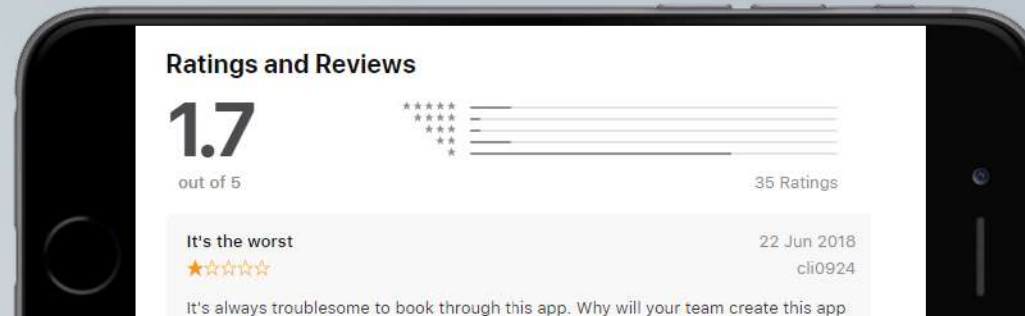 Ratings and Reviews
1.7
out of 5
35 Ratings
It's the worst
22 Jun 2018
cli0924
It's always troublesome to book through this app. Why will your team create this app